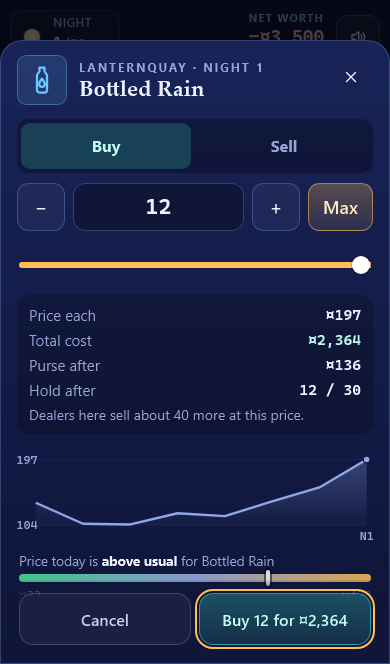 NIGHT
NET WORTH
−¤3,500
LANTERNQUAY · NIGHT 1
Bottled Rain
×
Buy
Sell
−
12
+
Max
Price each
¤197
Total cost
¤2,364
Purse after
¤136
Hold after
12 / 30
Dealers here sell about 40 more at this price.
197
104
N1
Price today is above usual for Bottled Rain
Cancel
Buy 12 for ¤2,364